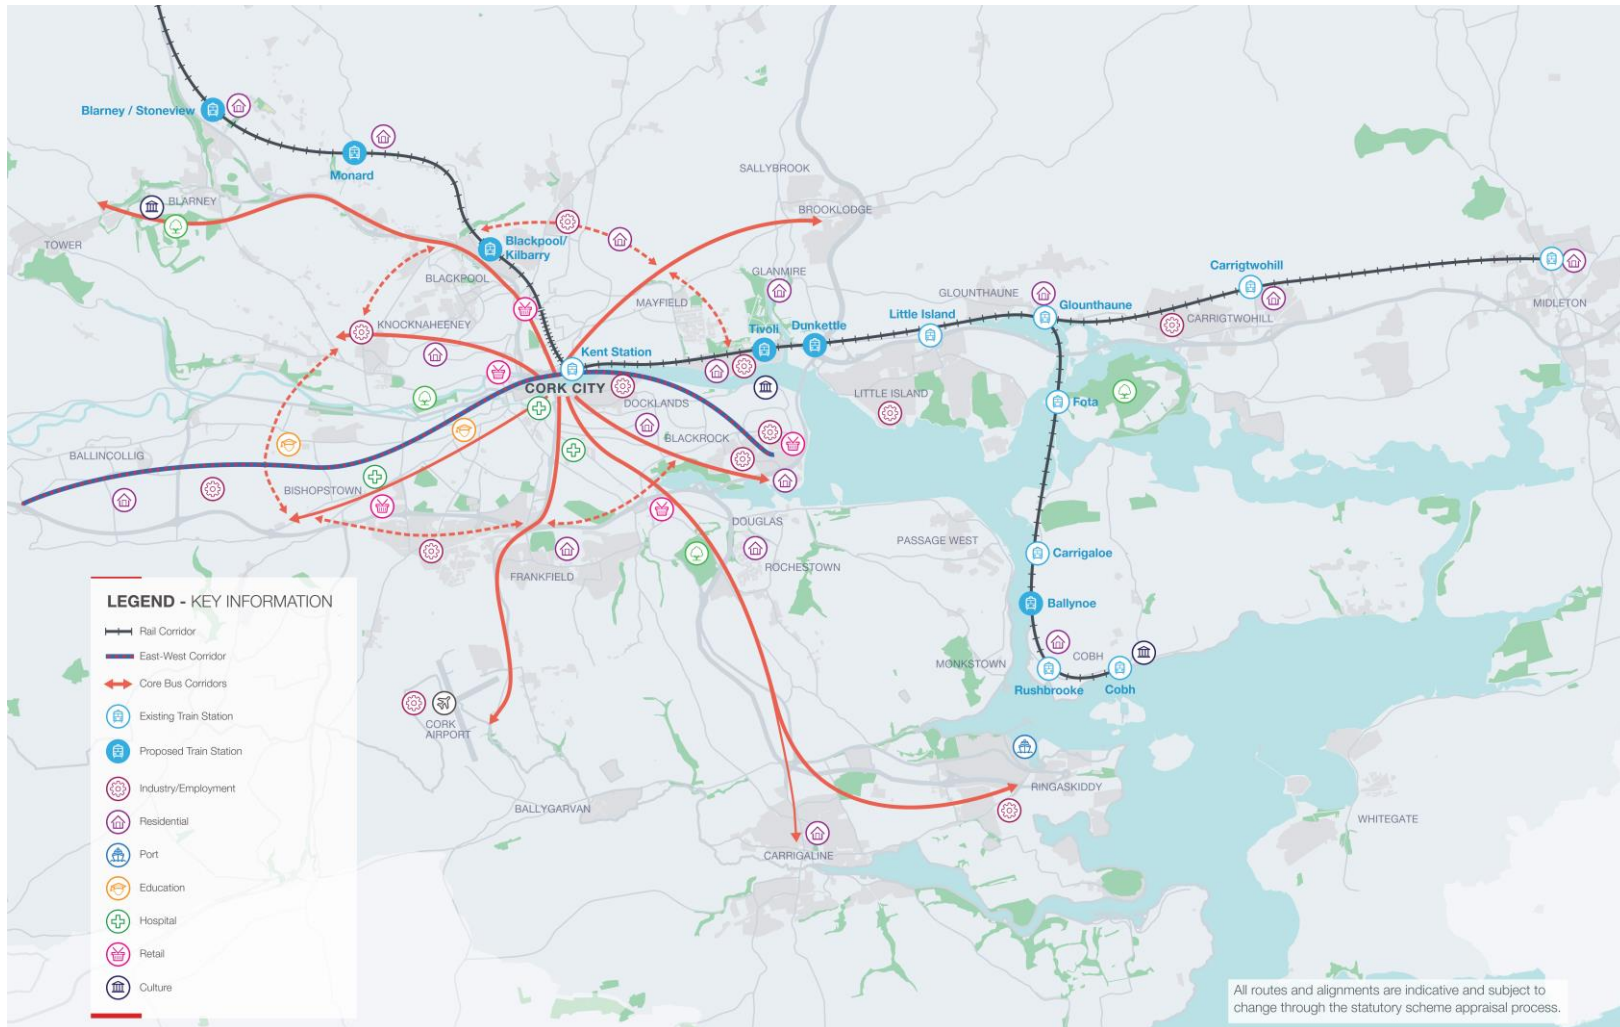 Blarney / Stoneview
Monard
BLARNEY
TOWER
SALLYBROOK
BROOKLODGE
Blackpool/
Kilbarry
BLACKPOOL
GLANMIRE
MAYFIELD
KNOCKNAHEENEY
Kent Station
CORK CITY
Tivoli
Dunkettle
Little Island
GLOUNTHAUNE
Glounthaune
Carrigtwohill
CARRIGTWOHILL
MIDLETON
DOCKLANDS
BLACKROCK
LITTLE ISLAND
Fota
BALLINCOLLIG
BISHOPSTOWN
DOUGLAS
ROCHESTOWN
PASSAGE WEST
FRANKFIELD
Carrigaloe
Ballynoe
MONKSTOWN
COBH
Rushbrooke
Cobh
CORK
AIRPORT
BALLYGARVAN
RINGASKIDDY
CARRIGALINE
WHITEGATE
LEGEND - KEY INFORMATION
Rail Corridor
East-West Corridor
Core Bus Corridors
Existing Train Station
Proposed Train Station
Industry/Employment
Residential
Port
Education
Hospital
Retail
Culture
All routes and alignments are indicative and subject to
change through the statutory scheme appraisal process.